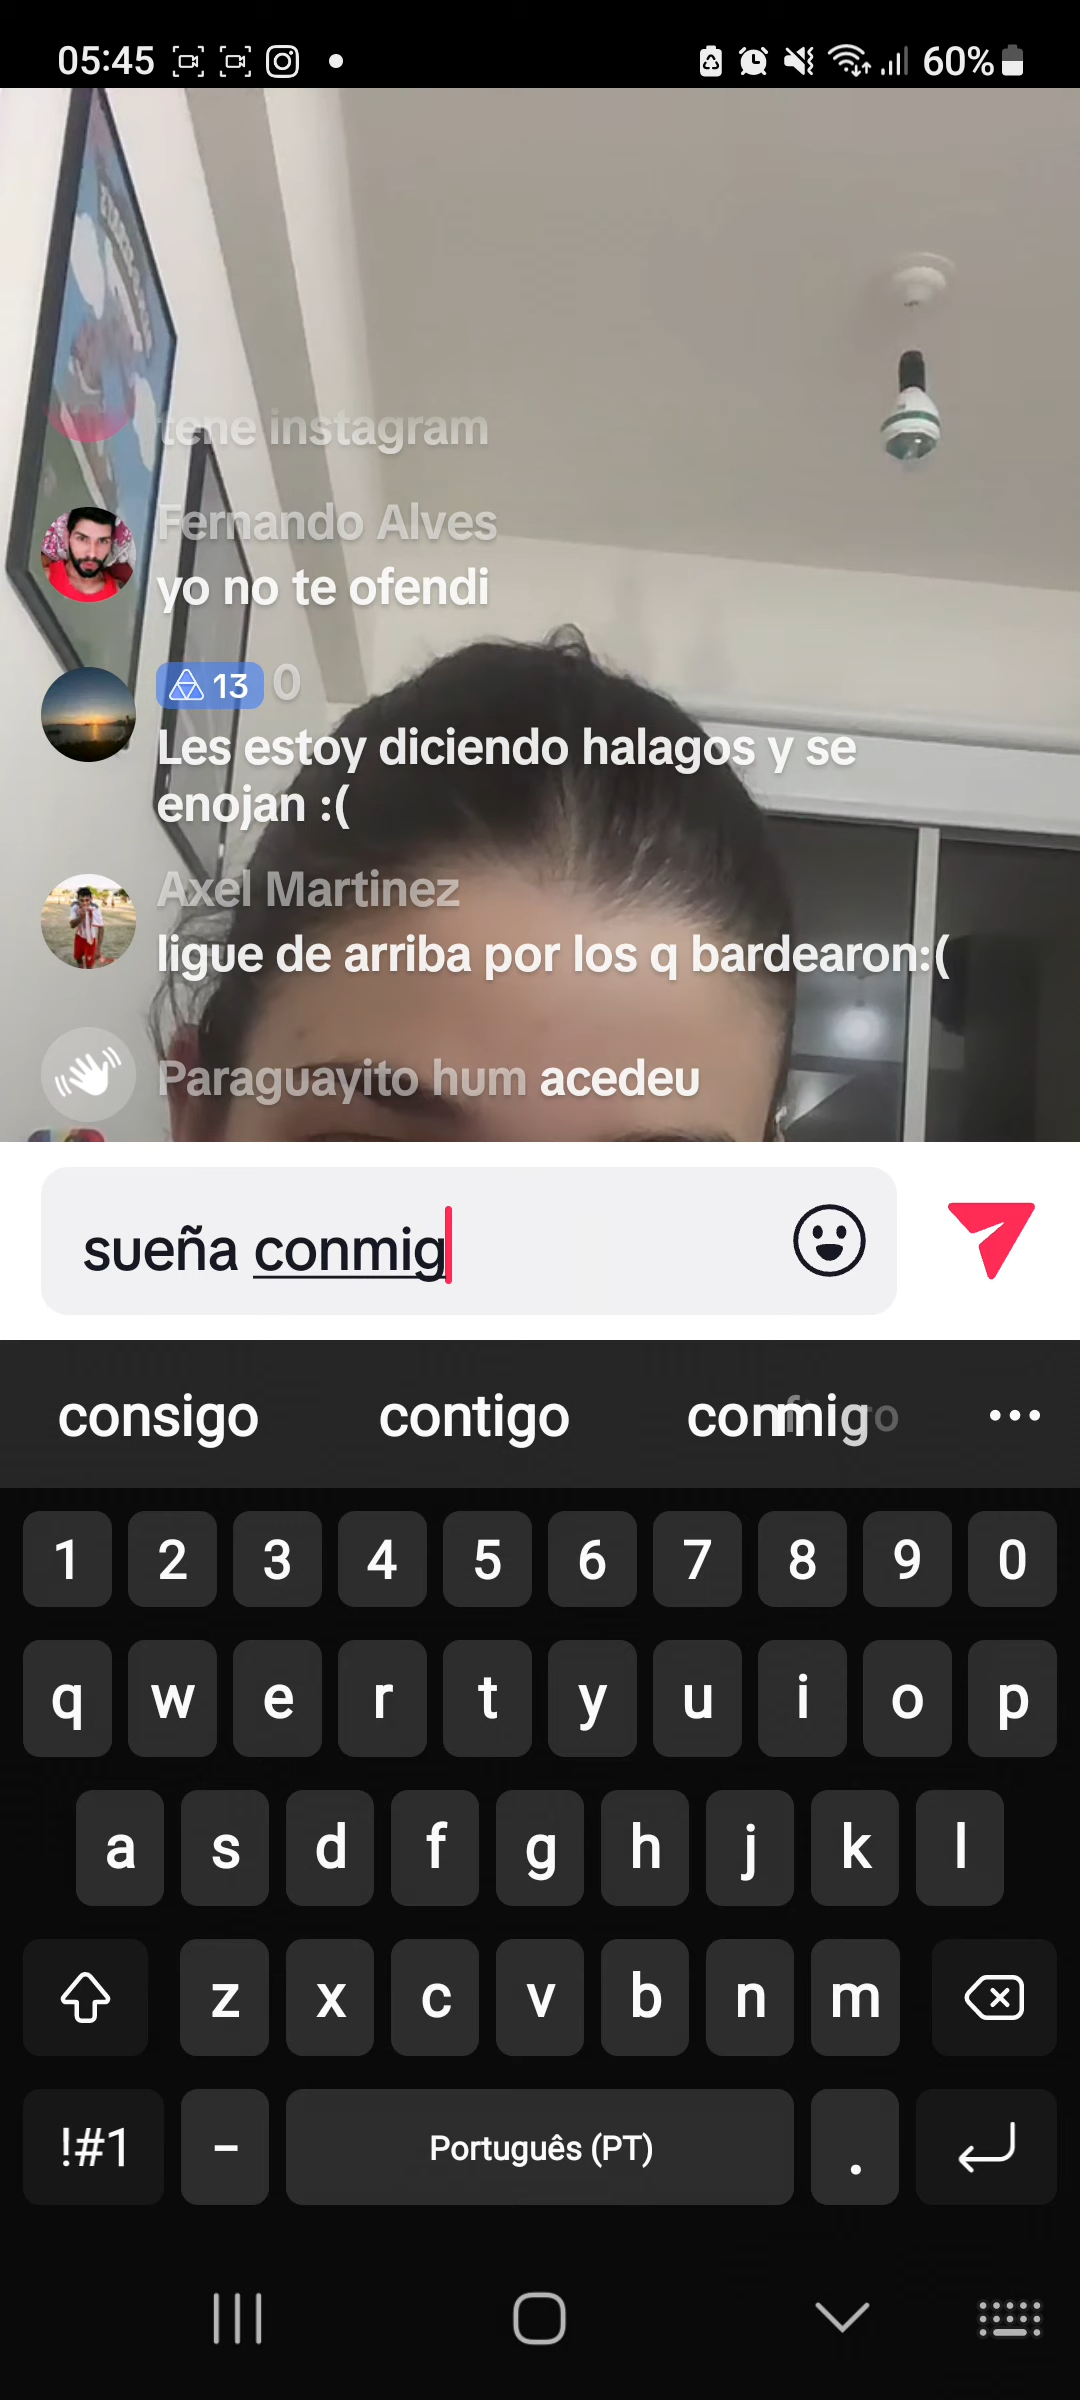 05:45
60%
tene instagram
Fernando Alves
yo no te ofendi
13 0
Les estoy diciendo halagos y se
enojan :(
Axel Martinez
ligue de arriba por los q bardearon:(
Paraguayito hum acedeu
sueña conmig
consigo contigo conmig
1 2 3 4 5 6 7 8 9 0
q w e r t y u i o p
a s d f g h j k l
z x c v b n m
!#1 - Português (PT) .